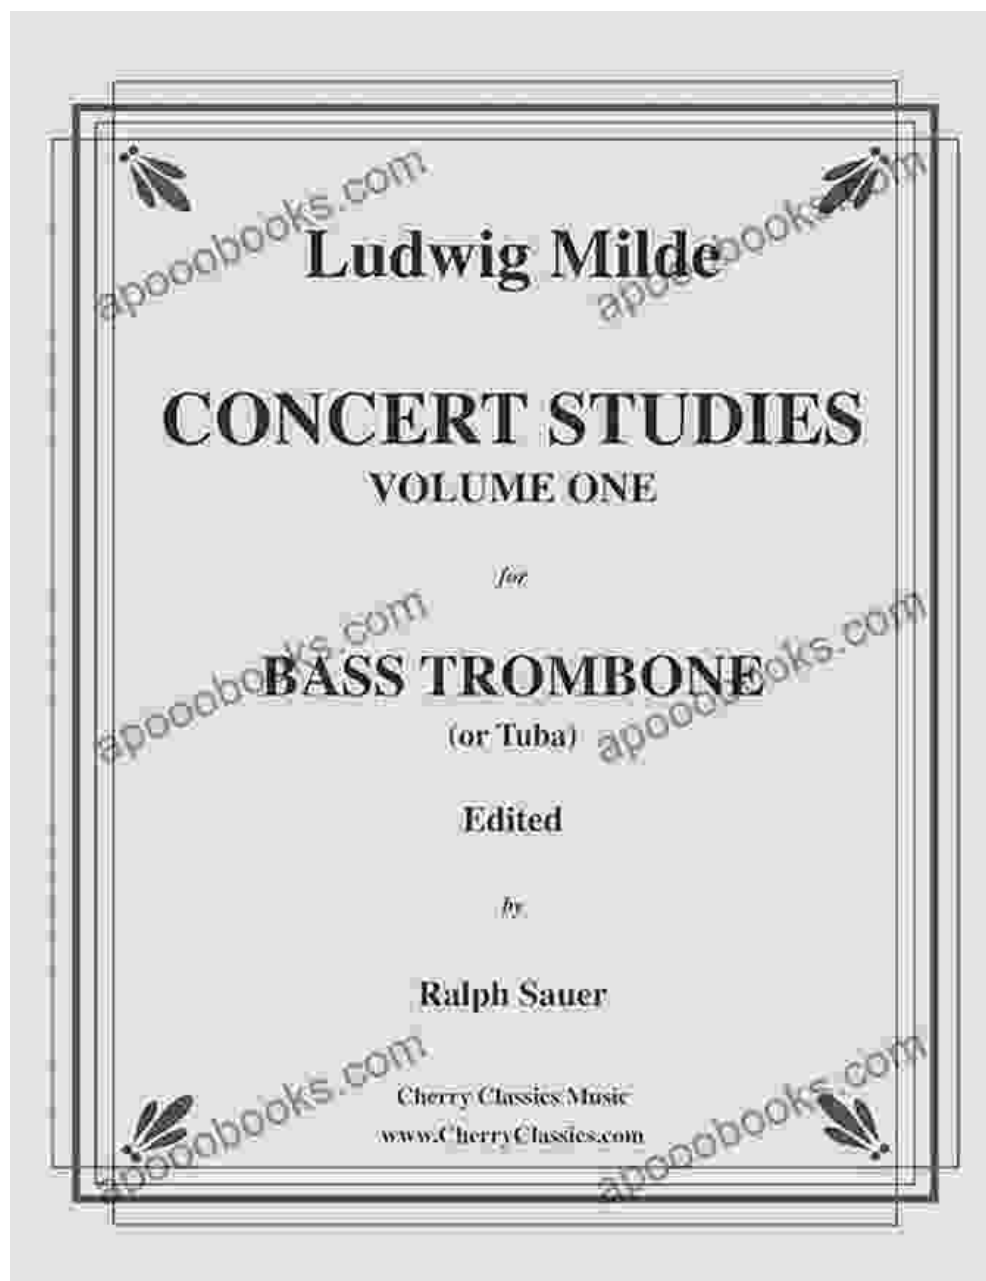 Ludwig Milde
CONCERT STUDIES
VOLUME ONE
for
BASS TROMBONE
(or Tuba)
Edited
by
Ralph Sauer
Cherry Classics Music
www.CherryClassics.com
apooobooks.com
apooobooks.com
apooobooks.com
apooobooks.com
apooobooks.com
apooobooks.com